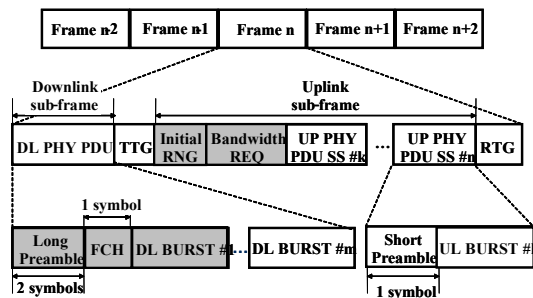 Frame n-2 Frame n-1 Frame n Frame n+1 Frame n+2
Downlink
sub-frame
Uplink
sub-frame
DL PHY PDU TTG Initial
RNG Bandwidth
REQ UP PHY
PDU SS #k ... UP PHY
PDU SS #n RTG
1 symbol
Long
Preamble FCH DL BURST #1 ... DL BURST #m Short
Preamble UL BURST #
2 symbols 1 symbol